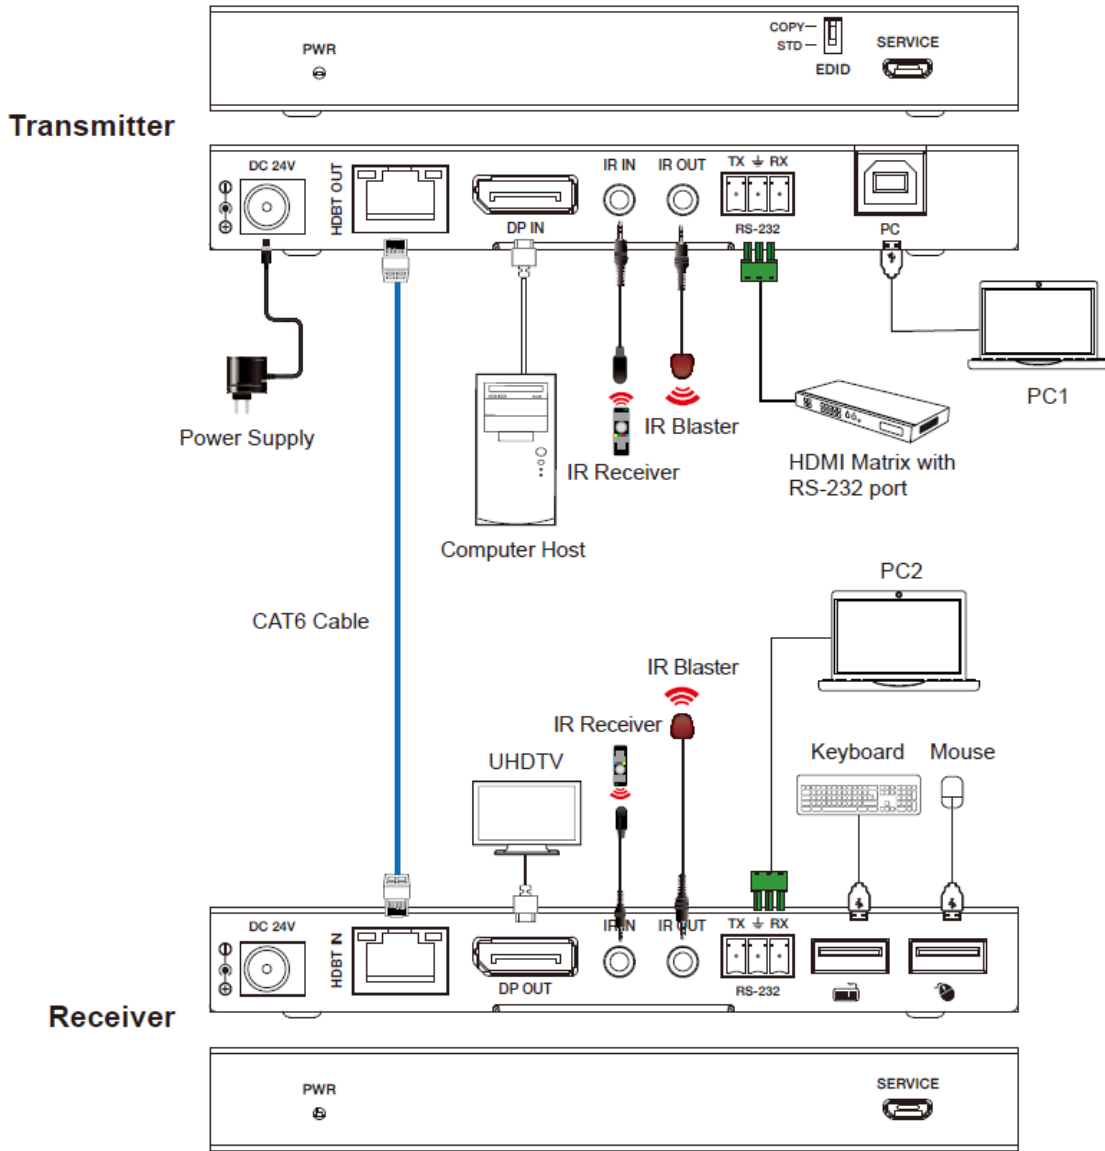 COPY
STD
EDID
SERVICE
PWR
Transmitter
DC 24V
HDBT OUT
DP IN
IR IN
IR OUT
TX RX
RS-232
PC
Power Supply
Computer Host
IR Receiver
IR Blaster
HDMI Matrix with
RS-232 port
PC1
CAT6 Cable
PC2
IR Blaster
IR Receiver
UHDTV
Keyboard
Mouse
DC 24V
HDBT IN
DP OUT
IR IN
IR OUT
TX RX
RS-232
Receiver
PWR
SERVICE